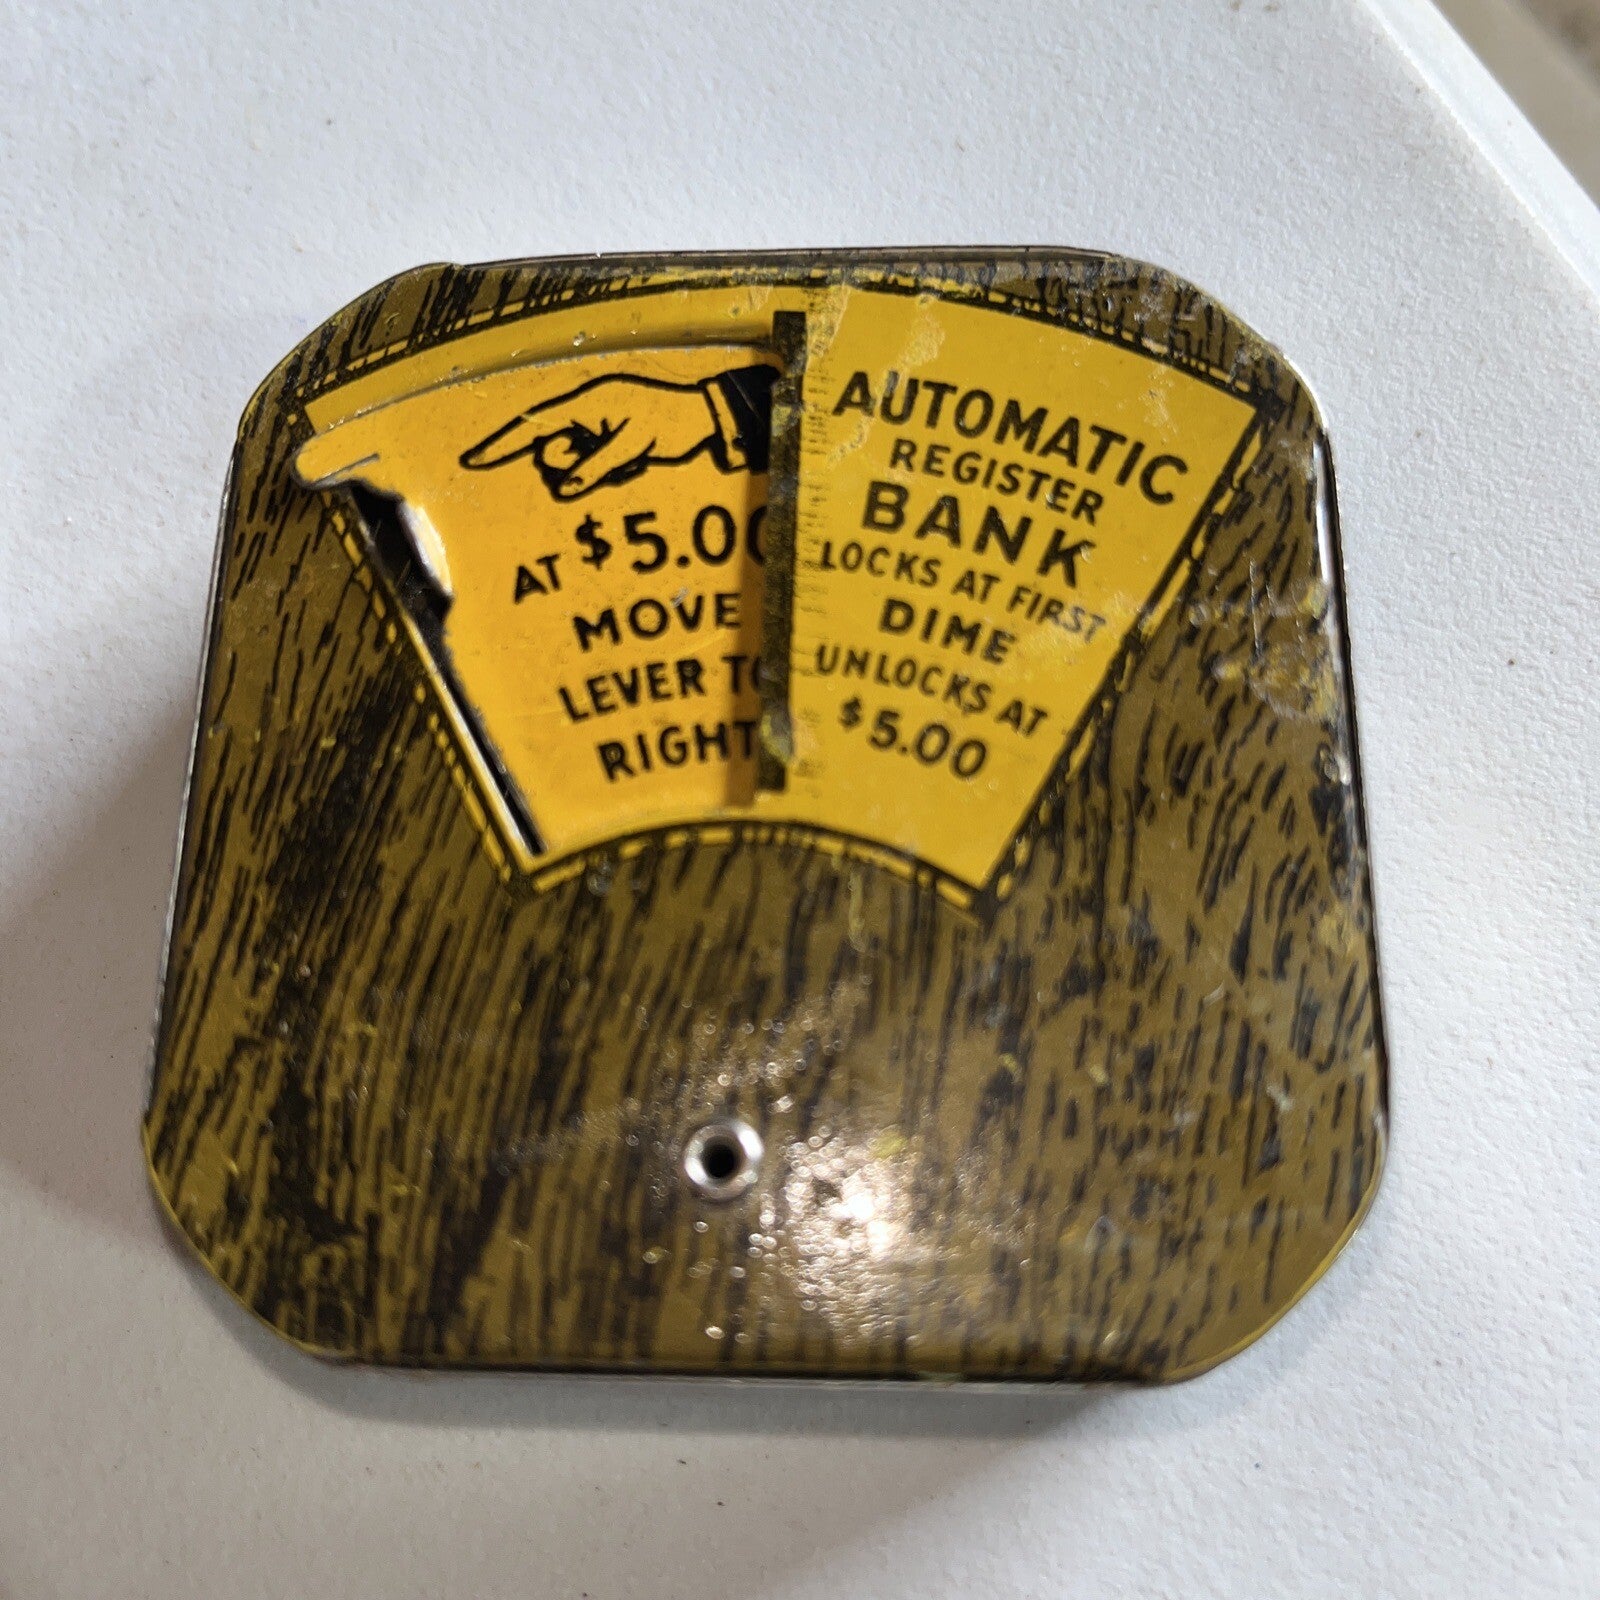 AT $5.00
MOVE
LEVER TO
RIGHT
AUTOMATIC
REGISTER
BANK
LOCKS AT FIRST
DIME
UNLOCKS AT
$5.00